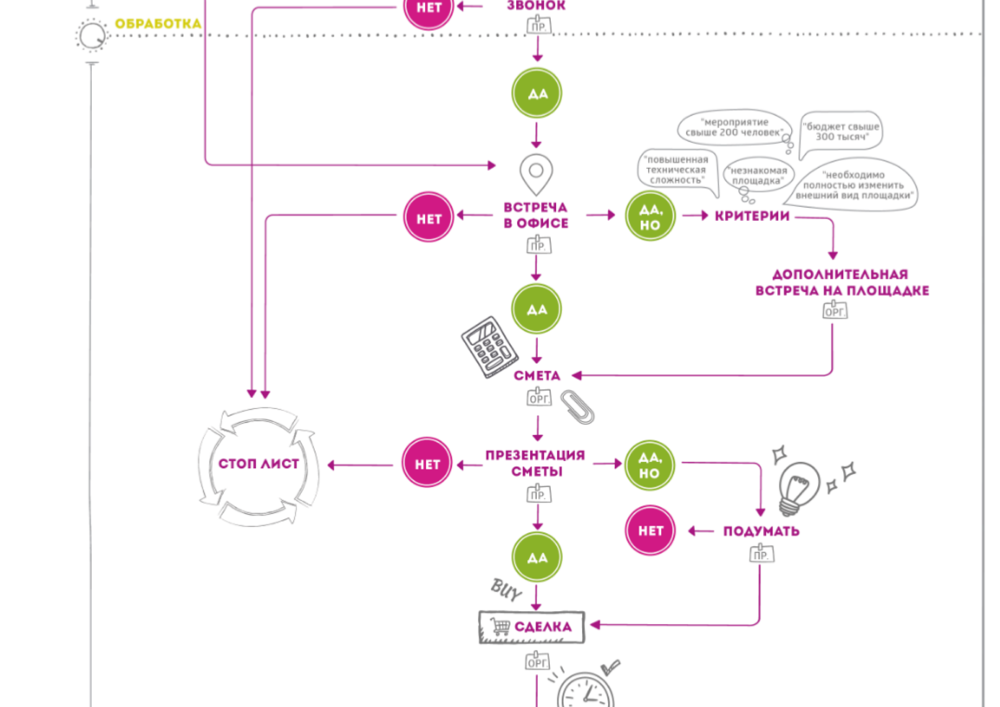 ЗВОНОК
НЕТ
ПР.
ОБРАБОТКА
ДА
"мероприятие
свыше 200 человек"
"бюджет свыше
300 тысяч"
"повышенная
техническая
сложность"
"незнакомая
площадка"
"необходимо
полностью изменить
внешний вид площадки"
НЕТ
ВСТРЕЧА
В ОФИСЕ
ПР.
ДА,
НО
КРИТЕРИИ
ДОПОЛНИТЕЛЬНАЯ
ВСТРЕЧА НА ПЛОЩАДКЕ
ОРГ.
ДА
СМЕТА
ОРГ.
СТОП ЛИСТ
НЕТ
ПРЕЗЕНТАЦИЯ
СМЕТЫ
ПР.
ДА,
НО
НЕТ
ПОДУМАТЬ
ПР.
ДА
BUY
СДЕЛКА
ОРГ.